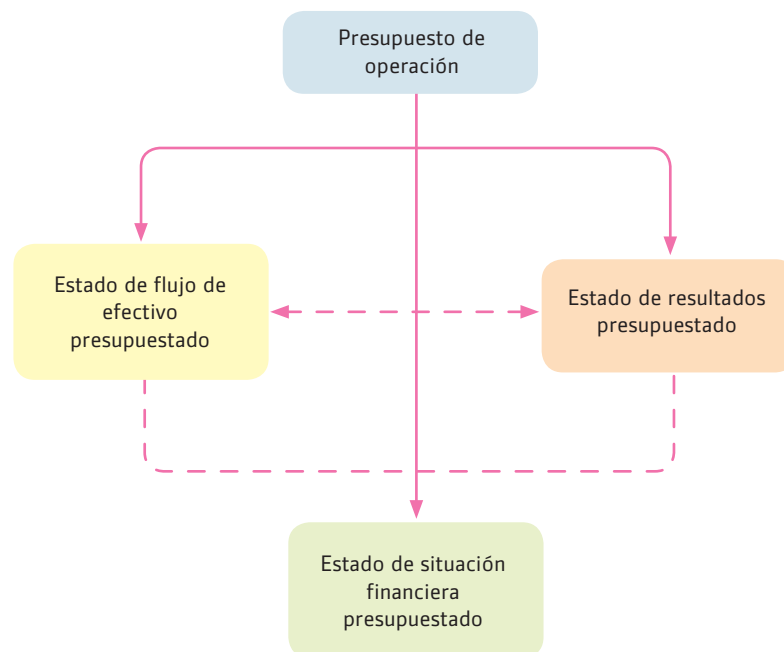 Presupuesto de
operación
Estado de flujo de
efectivo
presupuestado
Estado de resultados
presupuestado
Estado de situación
financiera
presupuestado